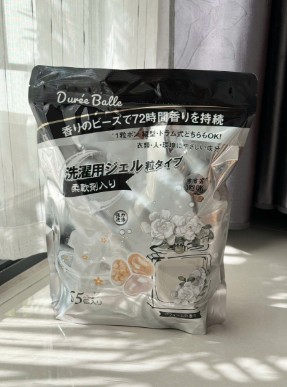 Durée Balle
香りのビーズで72時間香りを持続
1粒ポン 縦型・ドラム式どちらもOK!
衣類・人・環境にやさしい成分
洗濯用ジェル粒タイプ
柔軟剤入り